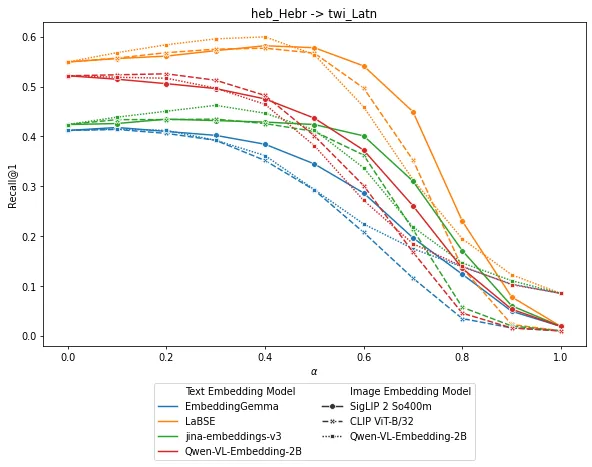 heb_Hebr -> twi_Latn
Recall@1
0.6
0.5
0.4
0.3
0.2
0.1
0.0
0.0
0.2
0.4
0.6
0.8
1.0
α
Text Embedding Model
EmbeddingGemma
LaBSE
jina-embeddings-v3
Qwen-VL-Embedding-2B
Image Embedding Model
SigLIP 2 So400m
CLIP ViT-B/32
Qwen-VL-Embedding-2B